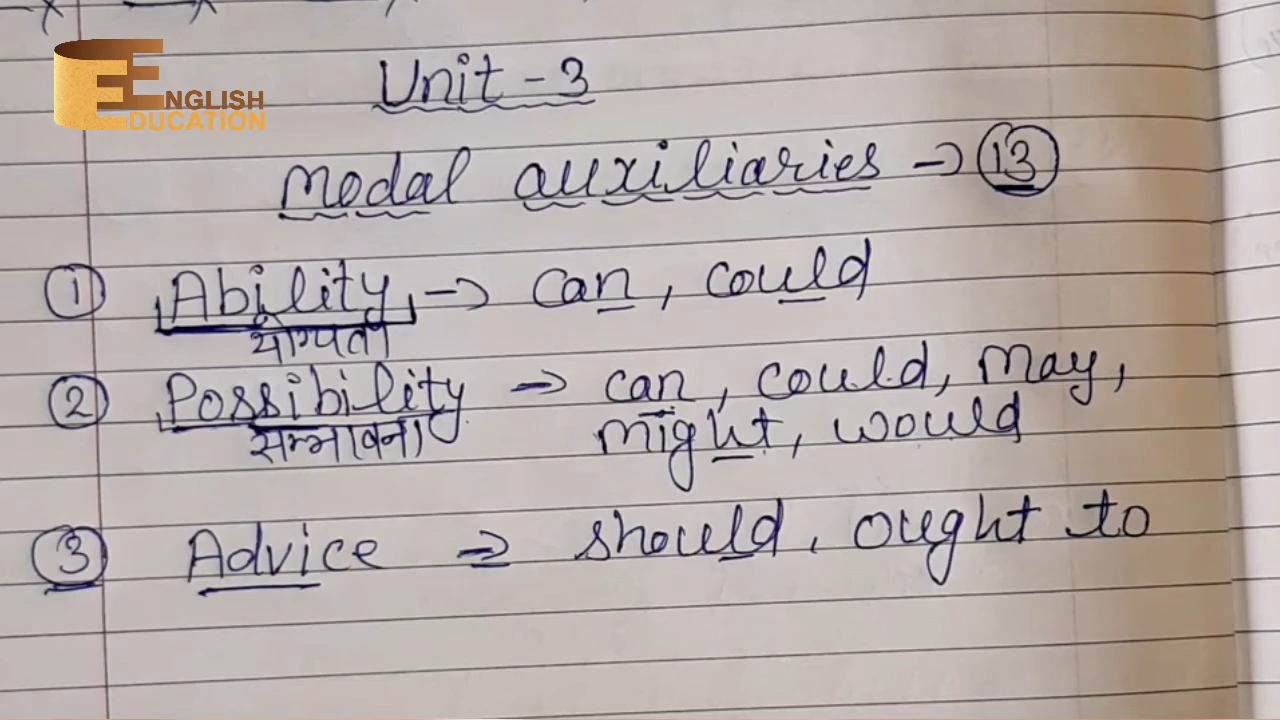 ENGLISH
EDUCATION
Unit - 3
Modal auxiliaries → 13
1 Ability → can, could
योग्यता
2 Possibility → can, could, may,
सम्भावना might, would
3 Advice → should, ought to